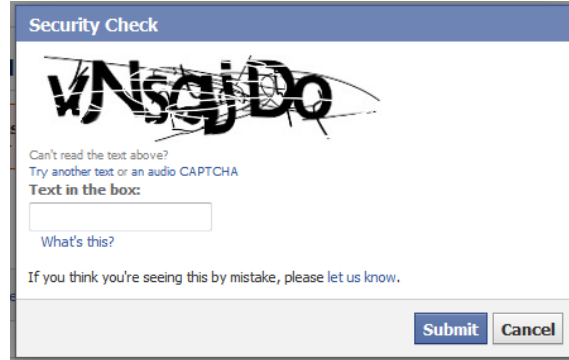 Security Check
Can't read the text above?
Try another text or an audio CAPTCHA
Text in the box:
What's this?
If you think you're seeing this by mistake, please let us know.
Submit Cancel